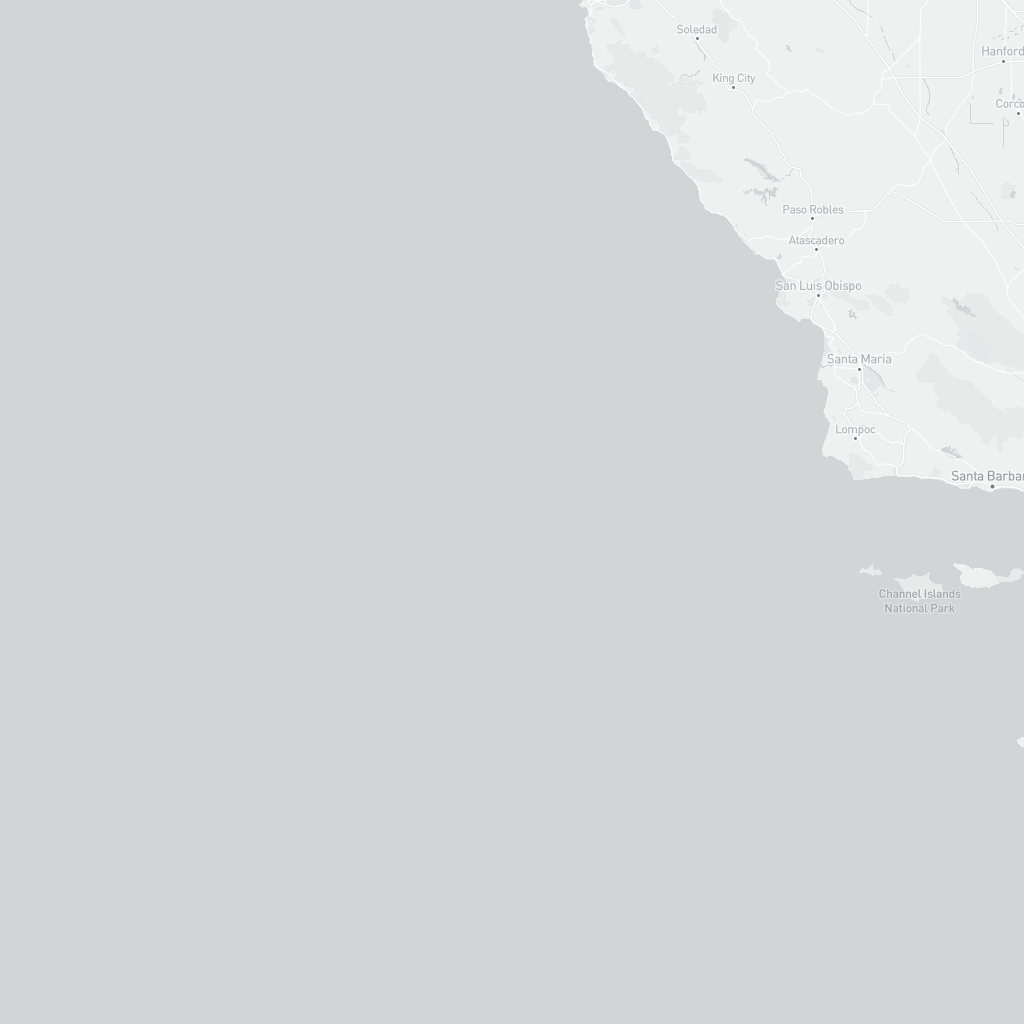 Soledad
Hanford
King City
Corco
Paso Robles
Atascadero
San Luis Obispo
Santa Maria
Lompoc
Santa Barbar
Channel Islands
National Park